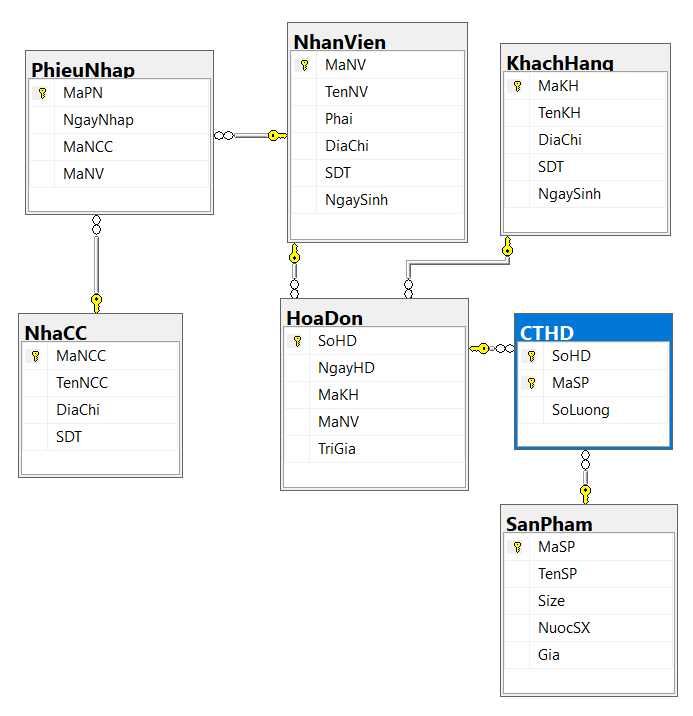 PhieuNhap
MaPN
NgayNhap
MaNCC
MaNV
NhanVien
MaNV
TenNV
Phai
DiaChi
SDT
NgaySinh
KhachHang
MaKH
TenKH
DiaChi
SDT
NgaySinh
NhaCC
MaNCC
TenNCC
DiaChi
SDT
HoaDon
SoHD
NgayHD
MaKH
MaNV
TriGia
CTHD
SoHD
MaSP
SoLuong
SanPham
MaSP
TenSP
Size
NuocSX
Gia